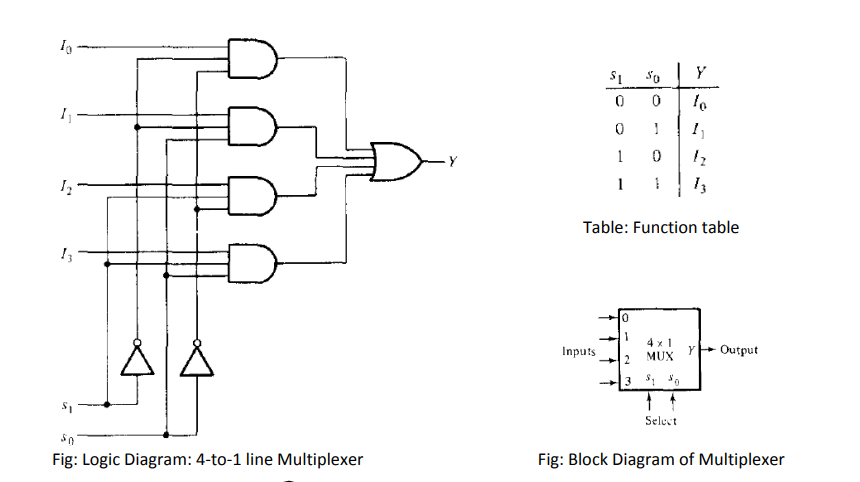 I0
I1
I2
I3
Y
s1
s0
Fig: Logic Diagram: 4-to-1 line Multiplexer
s1 s0 Y
0 0 I0
0 1 I1
1 0 I2
1 1 I3
Table: Function table
0
1
2
3
Inputs
4 x 1
MUX
Y
Output
s1 s0
Select
Fig: Block Diagram of Multiplexer